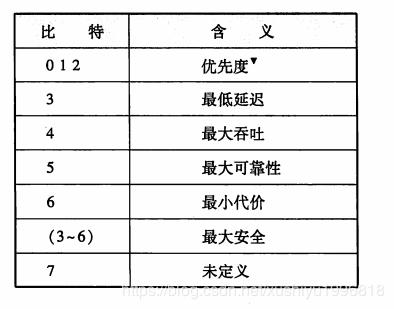 比 特 含 义
0 1 2 优先度▼
3 最低延迟
4 最大吞吐
5 最大可靠性
6 最小代价
(3~6) 最大安全
7 未定义
https://blog.csdn.net/xushiyu1996818